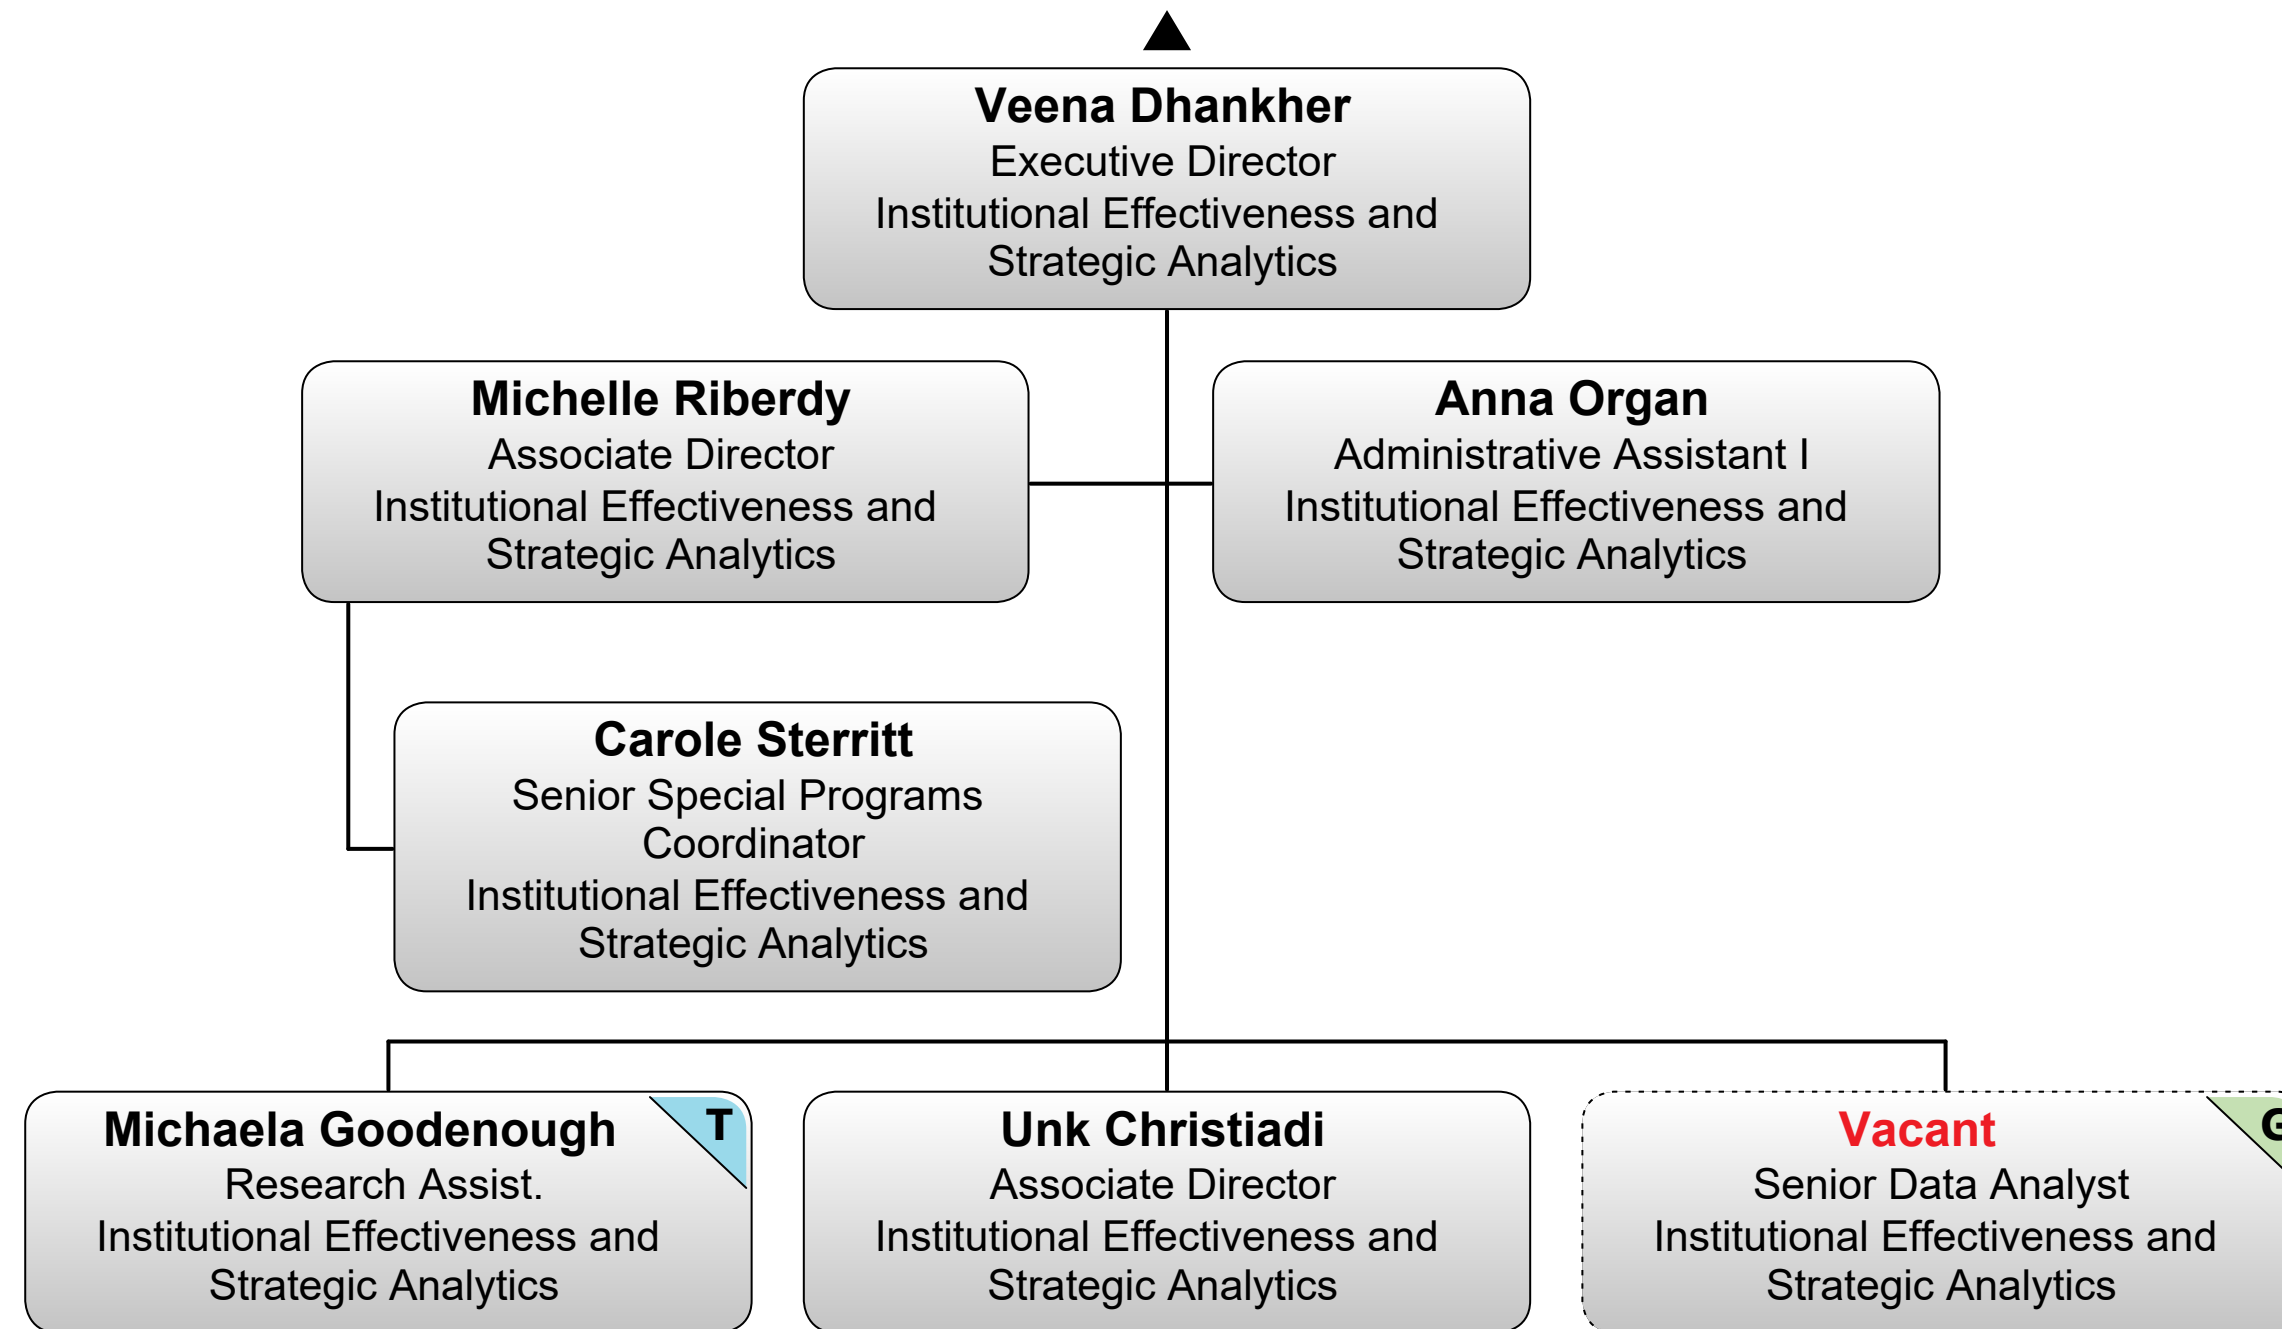 Veena Dhankher
Executive Director
Institutional Effectiveness and
Strategic Analytics
Michelle Riberdy
Associate Director
Institutional Effectiveness and
Strategic Analytics
Anna Organ
Administrative Assistant I
Institutional Effectiveness and
Strategic Analytics
Carole Sterritt
Senior Special Programs
Coordinator
Institutional Effectiveness and
Strategic Analytics
Michaela Goodenough
T
Research Assist.
Institutional Effectiveness and
Strategic Analytics
Unk Christiadi
Associate Director
Institutional Effectiveness and
Strategic Analytics
Vacant
G
Senior Data Analyst
Institutional Effectiveness and
Strategic Analytics